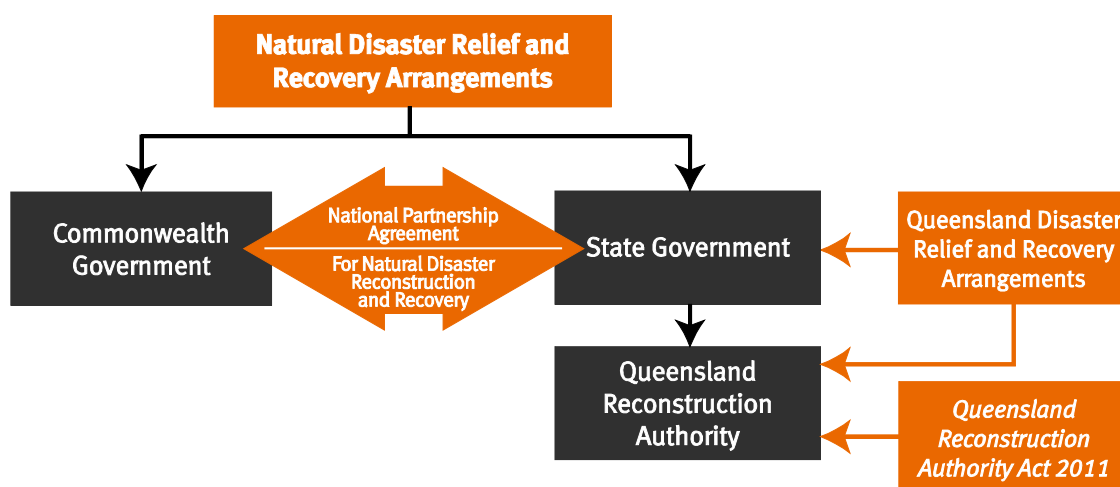 Natural Disaster Relief and
Recovery Arrangements
Commonwealth
Government
National Partnership
Agreement
For Natural Disaster
Reconstruction
and Recovery
State Government
Queensland Disaster
Relief and Recovery
Arrangements
Queensland
Reconstruction
Authority
Queensland
Reconstruction
Authority Act 2011